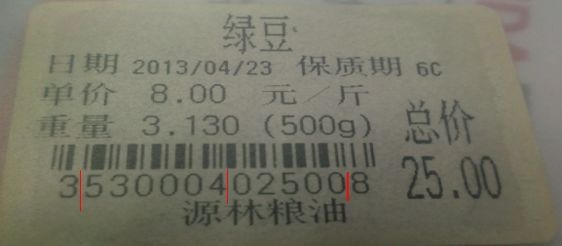 绿豆
日期 2013/04/23 保质期 6C
单价 8.00 元/斤
重量 3.130 (500g)
总价
3530004025008
25.00
源林粮油